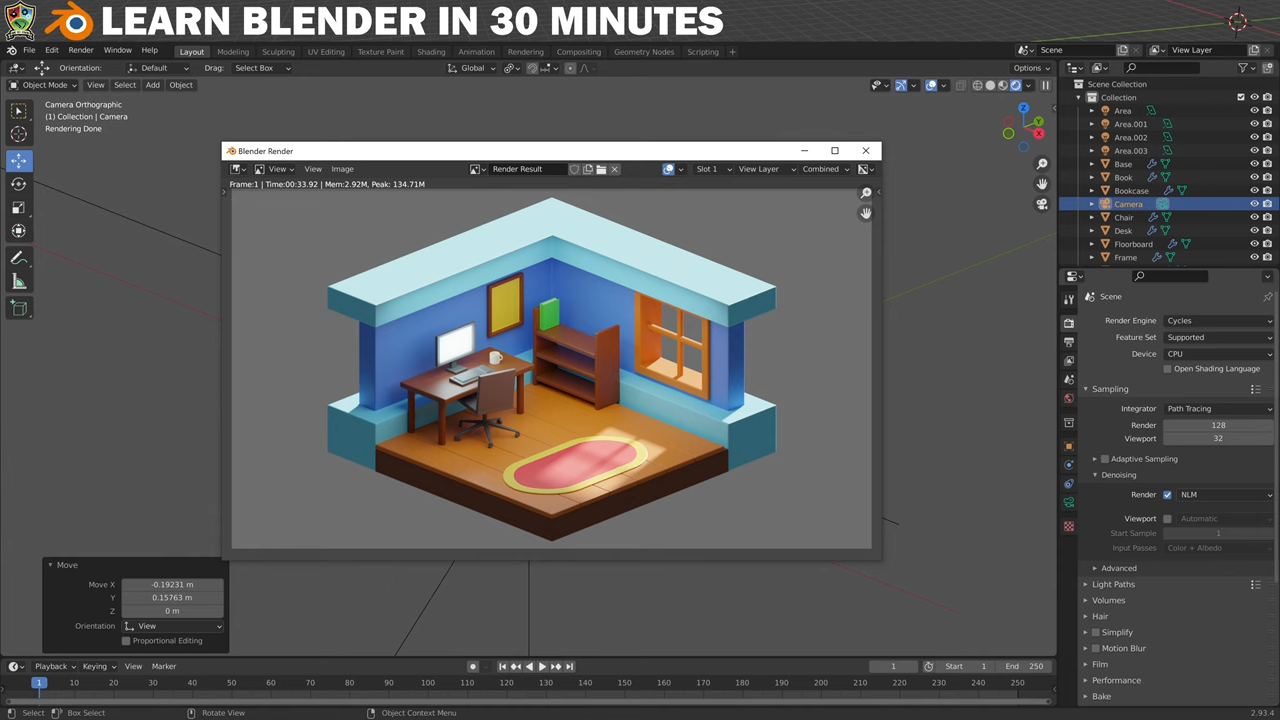 LEARN BLENDER IN 30 MINUTES
File Edit Render Window Help Layout Modeling Sculpting UV Editing Texture Paint Shading Animation Rendering Compositing Geometry Nodes Scripting + Scene View Layer
Orientation: Default Drag: Select Box Global Options
Object Mode View Select Add Object
Camera Orthographic
(1) Collection | Camera
Rendering Done
Z
Y
X
Blender Render
View View Image Render Result Slot 1 View Layer Combined
Frame:1 | Time:00:33.92 | Mem:2.92M, Peak: 134.71M
Scene Collection
Collection
Area
Area.001
Area.002
Area.003
Base
Book
Bookcase
Camera
Chair
Desk
Floorboard
Frame
Scene
Render Engine Cycles
Feature Set Supported
Device CPU
Open Shading Language
Sampling
Integrator Path Tracing
Render 128
Viewport 32
Adaptive Sampling
Denoising
Render NLM
Viewport Automatic
Start Sample 1
Input Passes Color + Albedo
Advanced
Light Paths
Volumes
Hair
Simplify
Motion Blur
Film
Performance
Bake
Move
Move X -0.19231 m
Y 0.15763 m
Z 0 m
Orientation View
Proportional Editing
Playback Keying View Marker 1 Start 1 End 250
1 10 20 30 40 50 60 70 80 90 100 110 120 130 140 150 160 170 180 190 200 210 220 230 240 250
Select Box Select Rotate View Object Context Menu 2.93.4